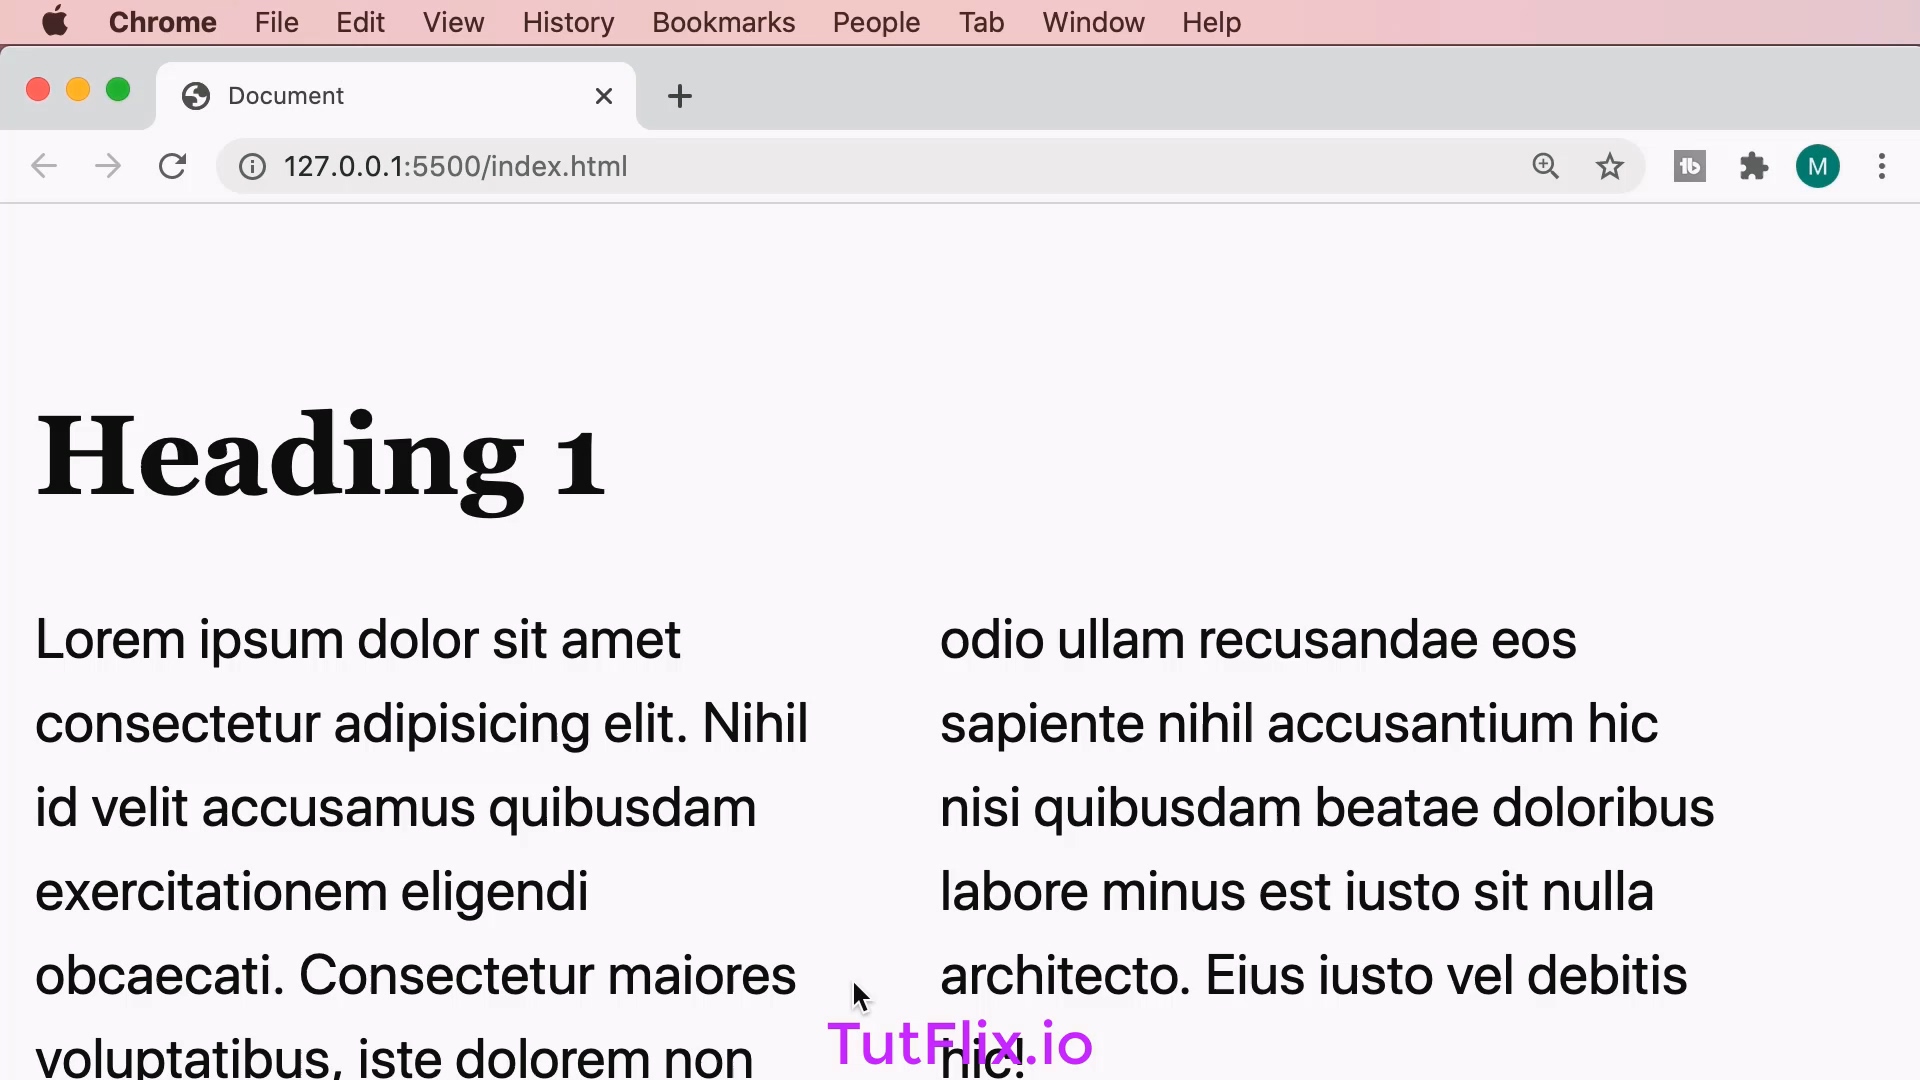 Chrome File Edit View History Bookmarks People Tab Window Help
Document
127.0.0.1:5500/index.html
tb
M
Heading 1
Lorem ipsum dolor sit amet
consectetur adipisicing elit. Nihil
id velit accusamus quibusdam
exercitationem eligendi
obcaecati. Consectetur maiores
voluptatibus, iste dolorem non
odio ullam recusandae eos
sapiente nihil accusantium hic
nisi quibusdam beatae doloribus
labore minus est iusto sit nulla
architecto. Eius iusto vel debitis
hic!
TutFlix.io